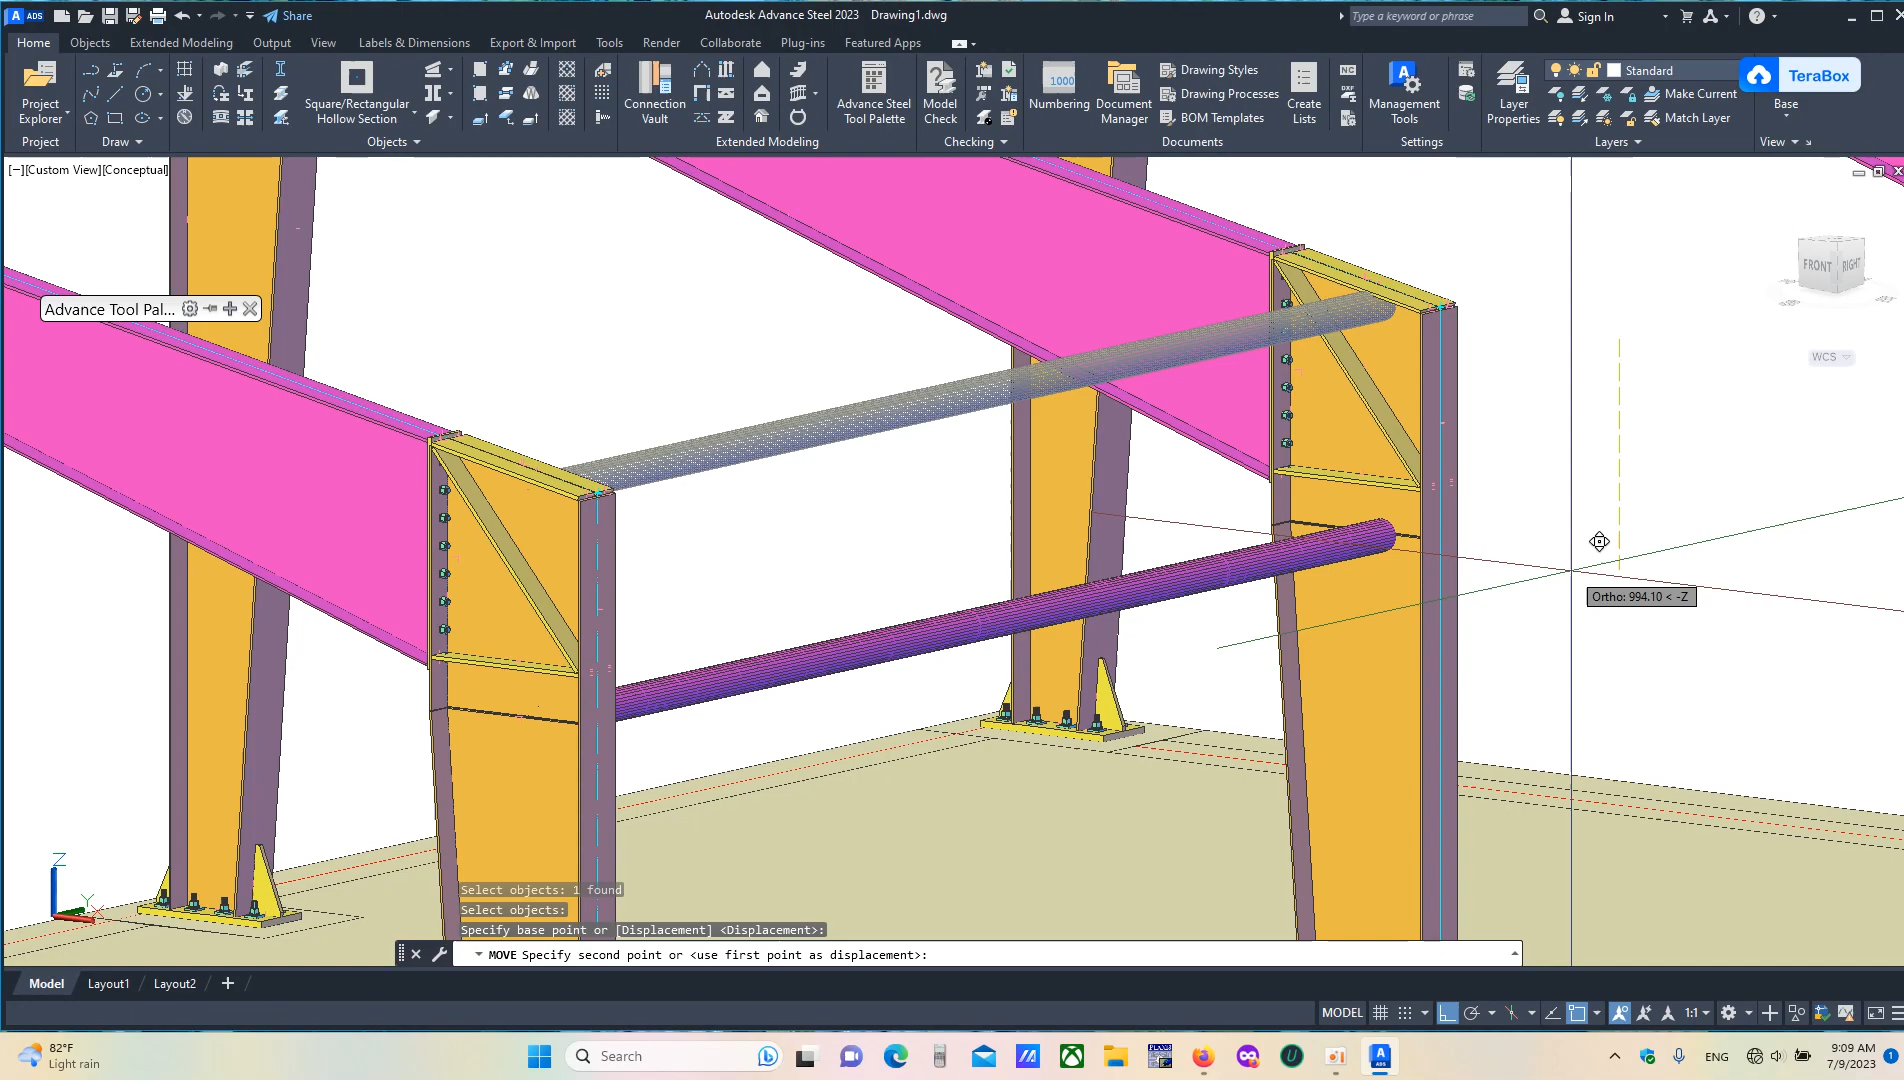 A ADS
Share
Autodesk Advance Steel 2023 Drawing1.dwg
Type a keyword or phrase
Sign In
Home
Objects
Extended Modeling
Output
View
Labels & Dimensions
Export & Import
Tools
Render
Collaborate
Plug-ins
Featured Apps
Project
Explorer
Square/Rectangular
Hollow Section
Connection
Vault
Advance Steel
Tool Palette
Model
Check
1000
Numbering
Document
Manager
Drawing Styles
Drawing Processes
BOM Templates
Create
Lists
NC
DXF
NC
Management
Tools
Layer
Properties
Standard
Make Current
Match Layer
TeraBox
Base
Project
Draw
Objects
Extended Modeling
Checking
Documents
Settings
Layers
View
[−][Custom View][Conceptual]
Advance Tool Pal...
FRONT
RIGHT
WCS
Ortho: 994.10 < -Z
Z
Y
X
Select objects: 1 found
Select objects:
Specify base point or [Displacement] <Displacement>:
MOVE Specify second point or <use first point as displacement>:
Model
Layout1
Layout2
MODEL
1:1
82°F
Light rain
Search
ENG
9:09 AM
7/9/2023
1